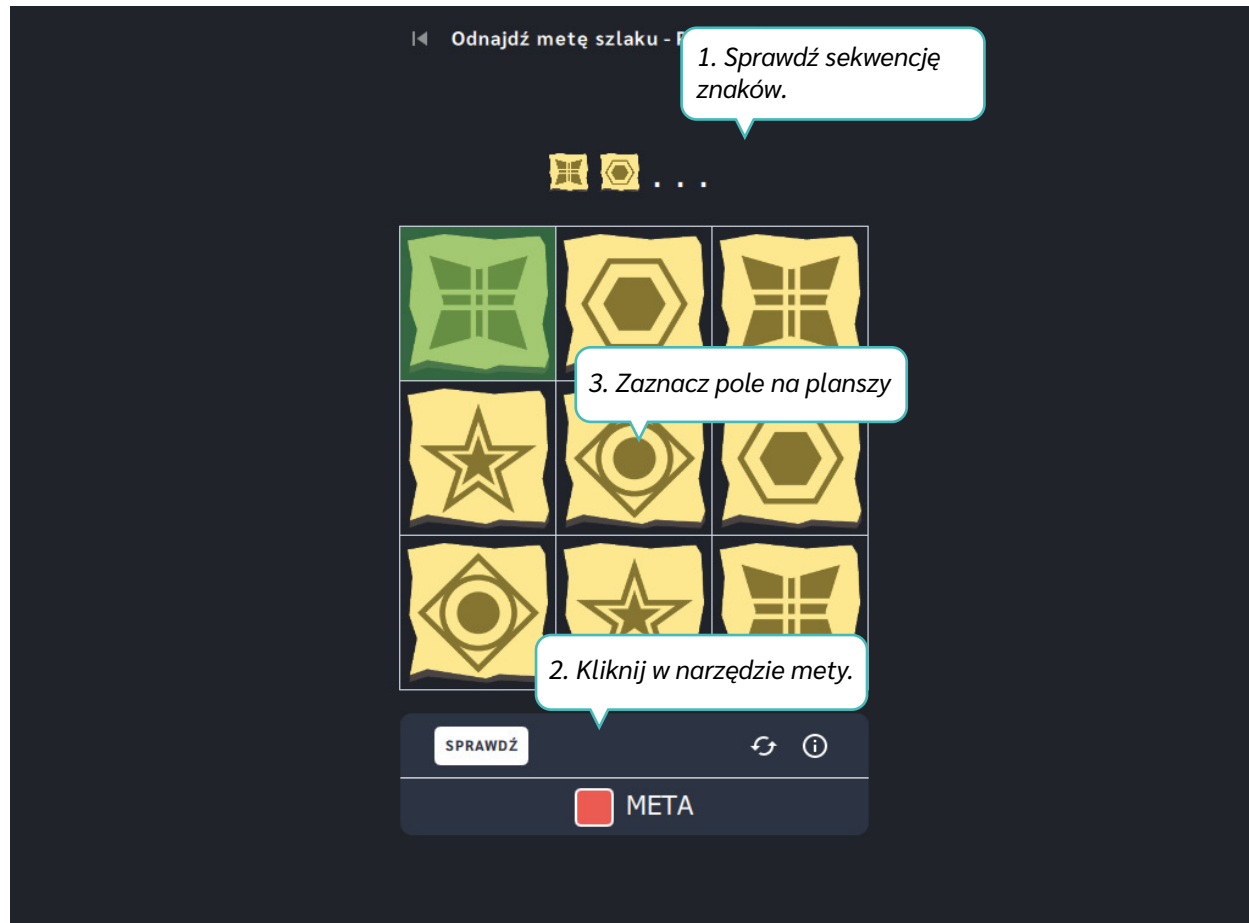 Odnajdź metę szlaku -
1. Sprawdź sekwencję
znaków.
. . .
3. Zaznacz pole na planszy
2. Kliknij w narzędzie mety.
SPRAWDŹ
META